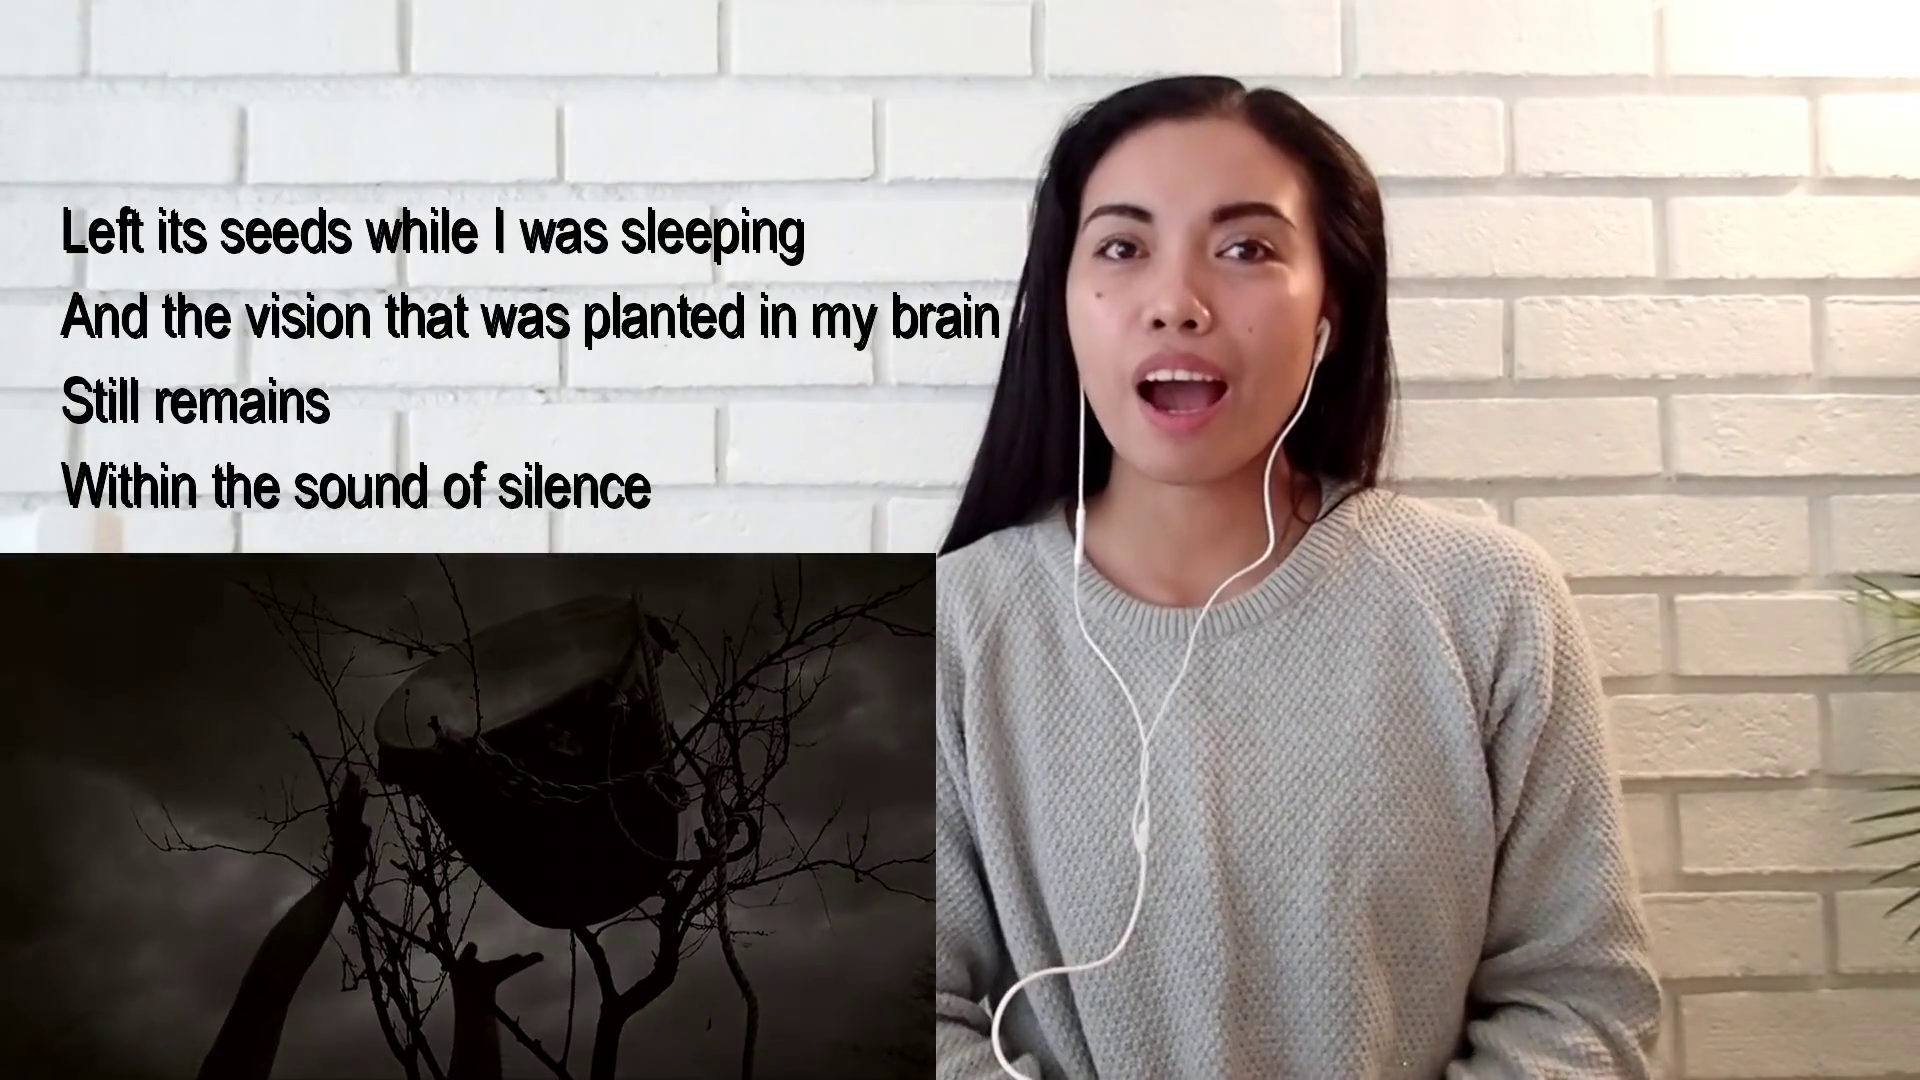 Left its seeds while I was sleeping
And the vision that was planted in my brain
Still remains
Within the sound of silence